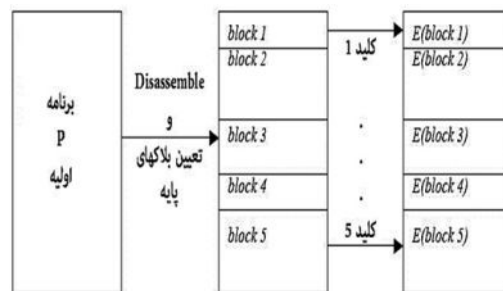 برنامه
P
اولیه
Disassemble
و
تعیین بلاکهای
پایه
block 1
block 2
block 3
block 4
block 5
کلید 1
.
.
.
کلید 5
E(block 1)
E(block 2)
E(block 3)
E(block 4)
E(block 5)